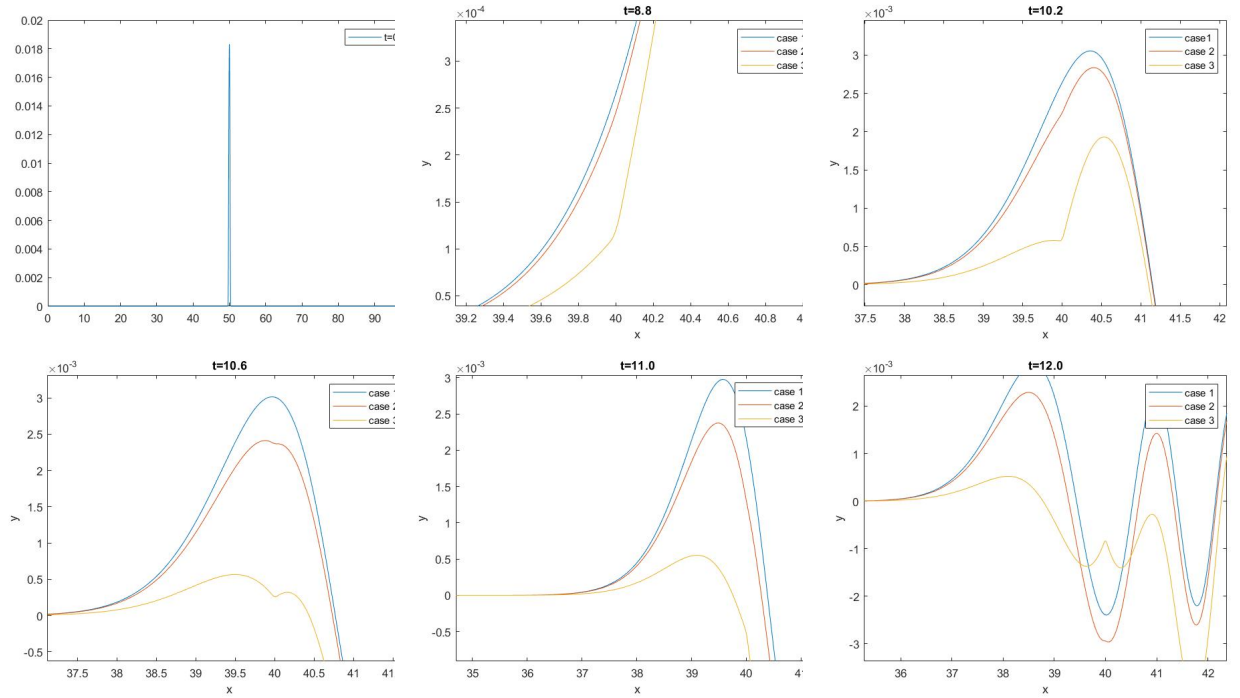 0.02
0.018
0.016
0.014
0.012
0.01
0.008
0.006
0.004
0.002
0
0 10 20 30 40 50 60 70 80 90
t=0
t=8.8
×10⁻⁴
3
2.5
2
1.5
1
0.5
y
39.2 39.4 39.6 39.8 40 40.2 40.4 40.6 40.8
x
case 1
case 2
case 3
t=10.2
×10⁻³
3
2.5
2
1.5
1
0.5
0
y
37.5 38 38.5 39 39.5 40 40.5 41 41.5 42
x
case1
case 2
case 3
t=10.6
×10⁻³
3
2.5
2
1.5
1
0.5
0
-0.5
y
37.5 38 38.5 39 39.5 40 40.5 41
x
case
case 2
case 3
t=11.0
×10⁻³
3
2.5
2
1.5
1
0.5
0
-0.5
y
35 36 37 38 39 40
x
case 1
case 2
case 3
t=12.0
×10⁻³
2
1
0
-1
-2
-3
y
36 37 38 39 40 41 42
x
case 1
case 2
case 3